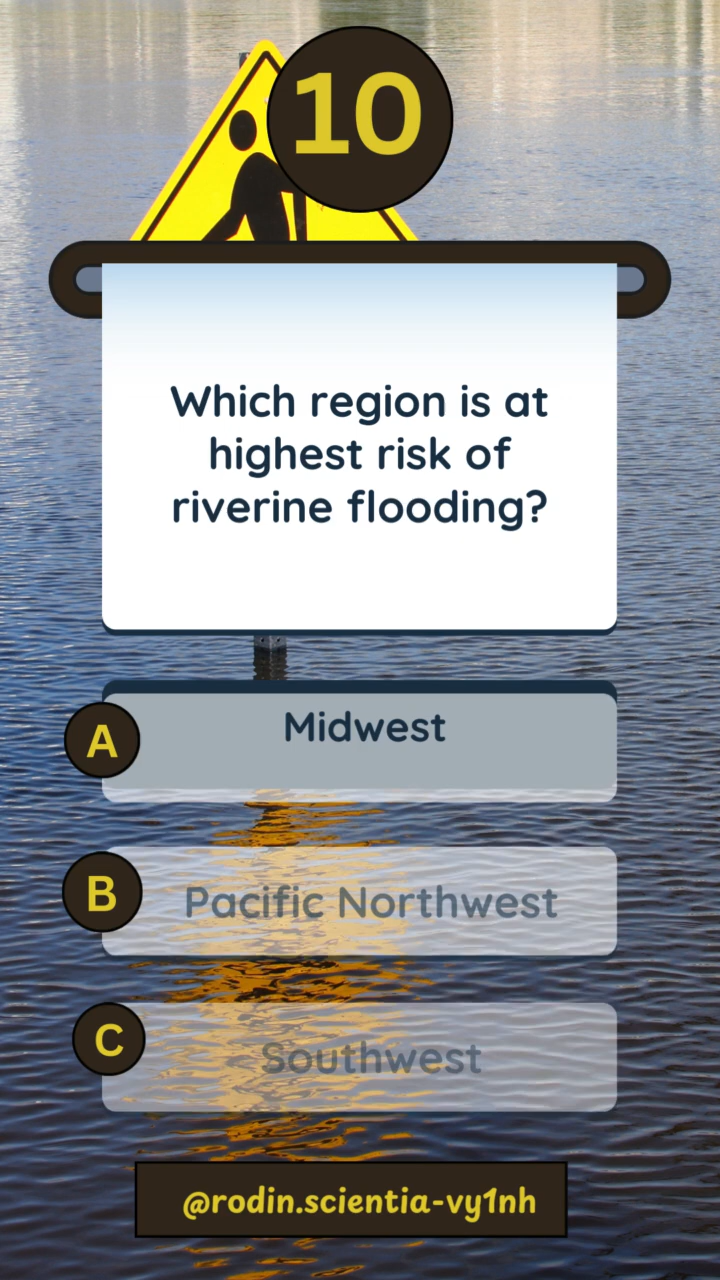 10
Which region is at
highest risk of
riverine flooding?
A
Midwest
B
Pacific Northwest
C
Southwest
@rodin.scientia-vy1nh